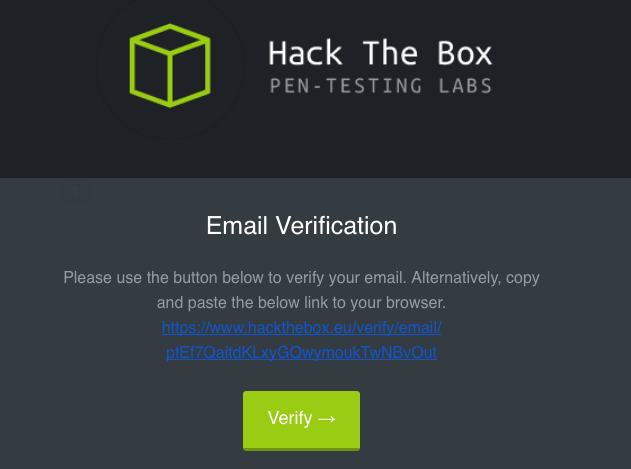 Hack The Box
PEN-TESTING LABS
Email Verification
Please use the button below to verify your email. Alternatively, copy
and paste the below link to your browser.
https://www.hackthebox.eu/verify/email/
ptEf7QaitdKLxyGQwymoukTwNBvOut
Verify →